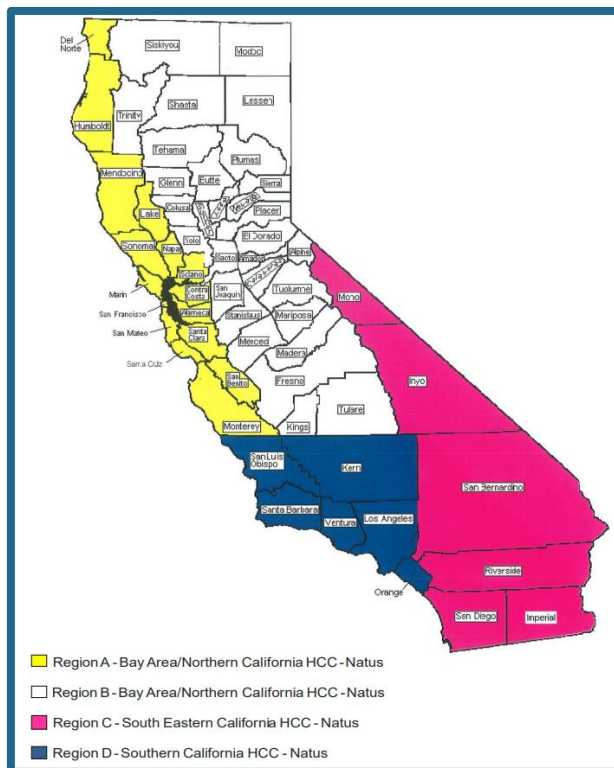 Del
Norte
Siskiyou
Modoc
Humboldt
Trinity
Shasta
Lassen
Tehama
Plumas
Mendocino
Glenn
Eutte
Sierra
Lake
Colusa
Placer
Sonoma
Napa
Yolo
El Dorado
Alpine
Sacto
Amador
Solano
Marin
Contra
Costa
San
Joaquin
Tuolumne
Mono
San Francisco
Alameca
Stanislaus
Mariposa
San Mateo
Santa
Clara
Merced
Madera
Serra Cruz
San
Benito
Fresno
Inyo
Tulare
Monterey
Kings
San Luis
Obispo
Kern
San Bernardino
Santa Barbara
Ventura
Los Angeles
Orange
Riverside
San Diego
Imperial
Region A - Bay Area/Northern California HCC - Natus
Region B - Bay Area/Northern California HCC - Natus
Region C - South Eastern California HCC - Natus
Region D - Southern California HCC - Natus